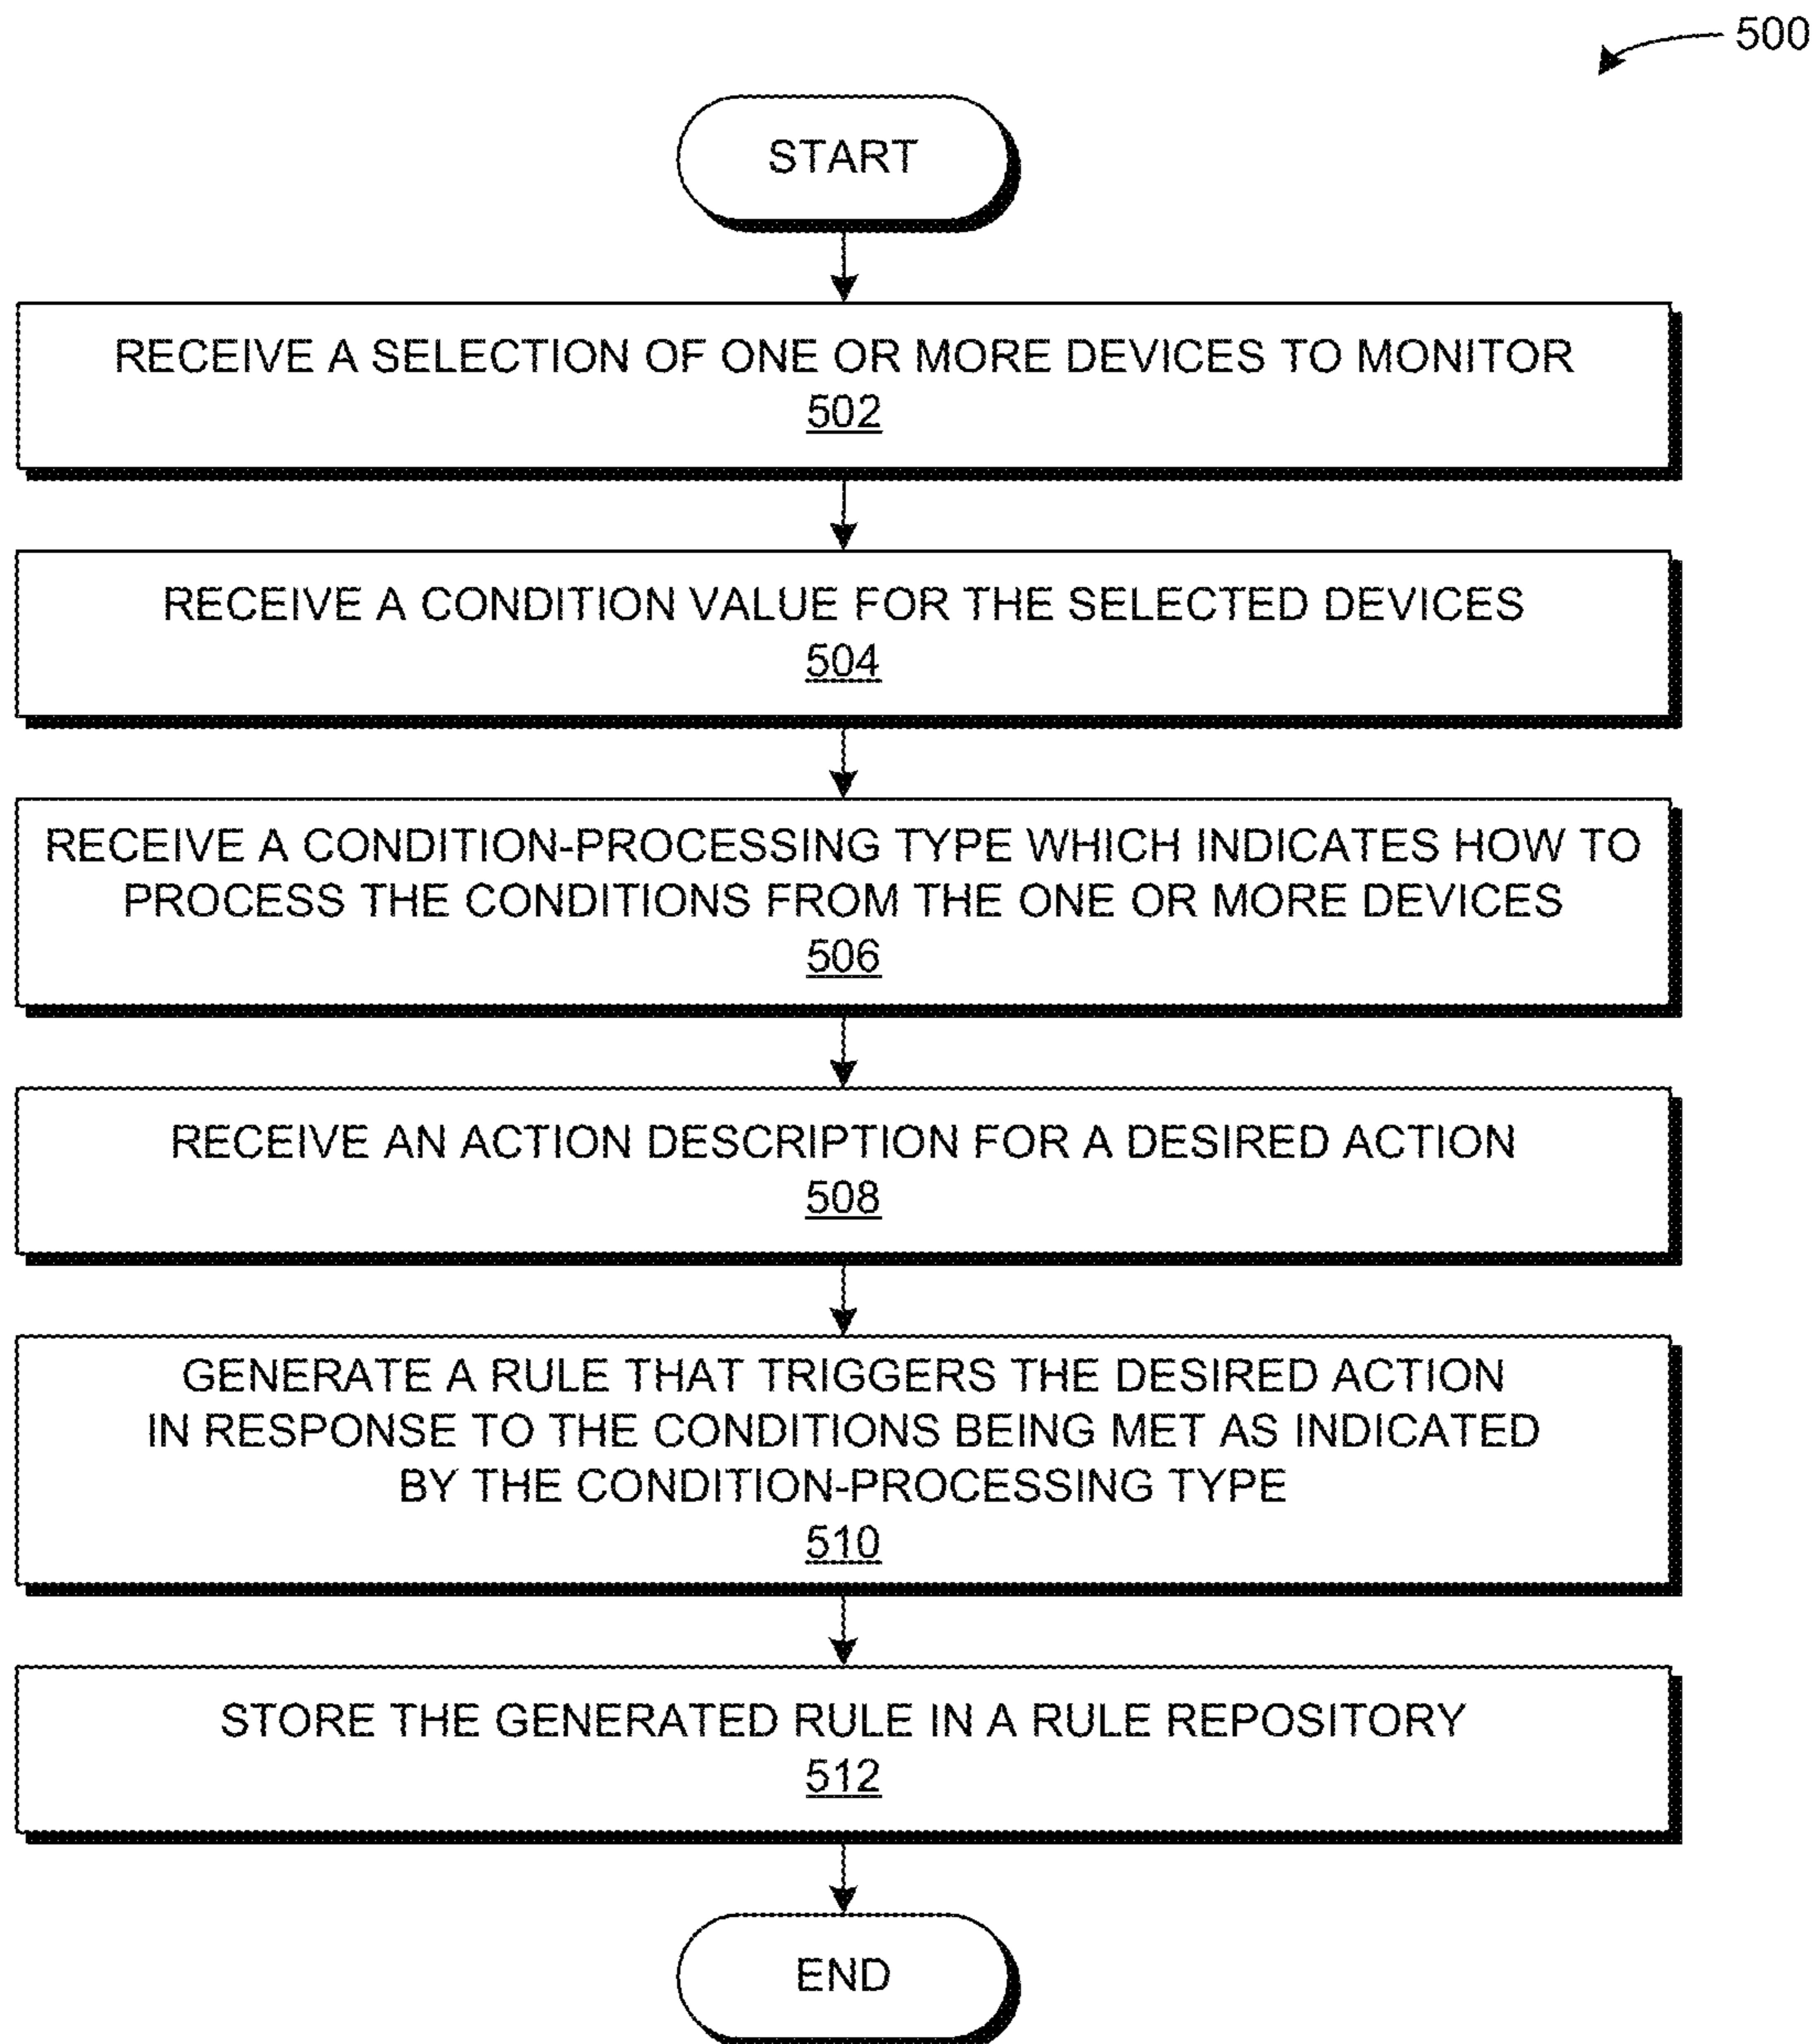 500
START
RECEIVE A SELECTION OF ONE OR MORE DEVICES TO MONITOR
502
RECEIVE A CONDITION VALUE FOR THE SELECTED DEVICES
504
RECEIVE A CONDITION-PROCESSING TYPE WHICH INDICATES HOW TO
PROCESS THE CONDITIONS FROM THE ONE OR MORE DEVICES
506
RECEIVE AN ACTION DESCRIPTION FOR A DESIRED ACTION
508
GENERATE A RULE THAT TRIGGERS THE DESIRED ACTION
IN RESPONSE TO THE CONDITIONS BEING MET AS INDICATED
BY THE CONDITION-PROCESSING TYPE
510
STORE THE GENERATED RULE IN A RULE REPOSITORY
512
END